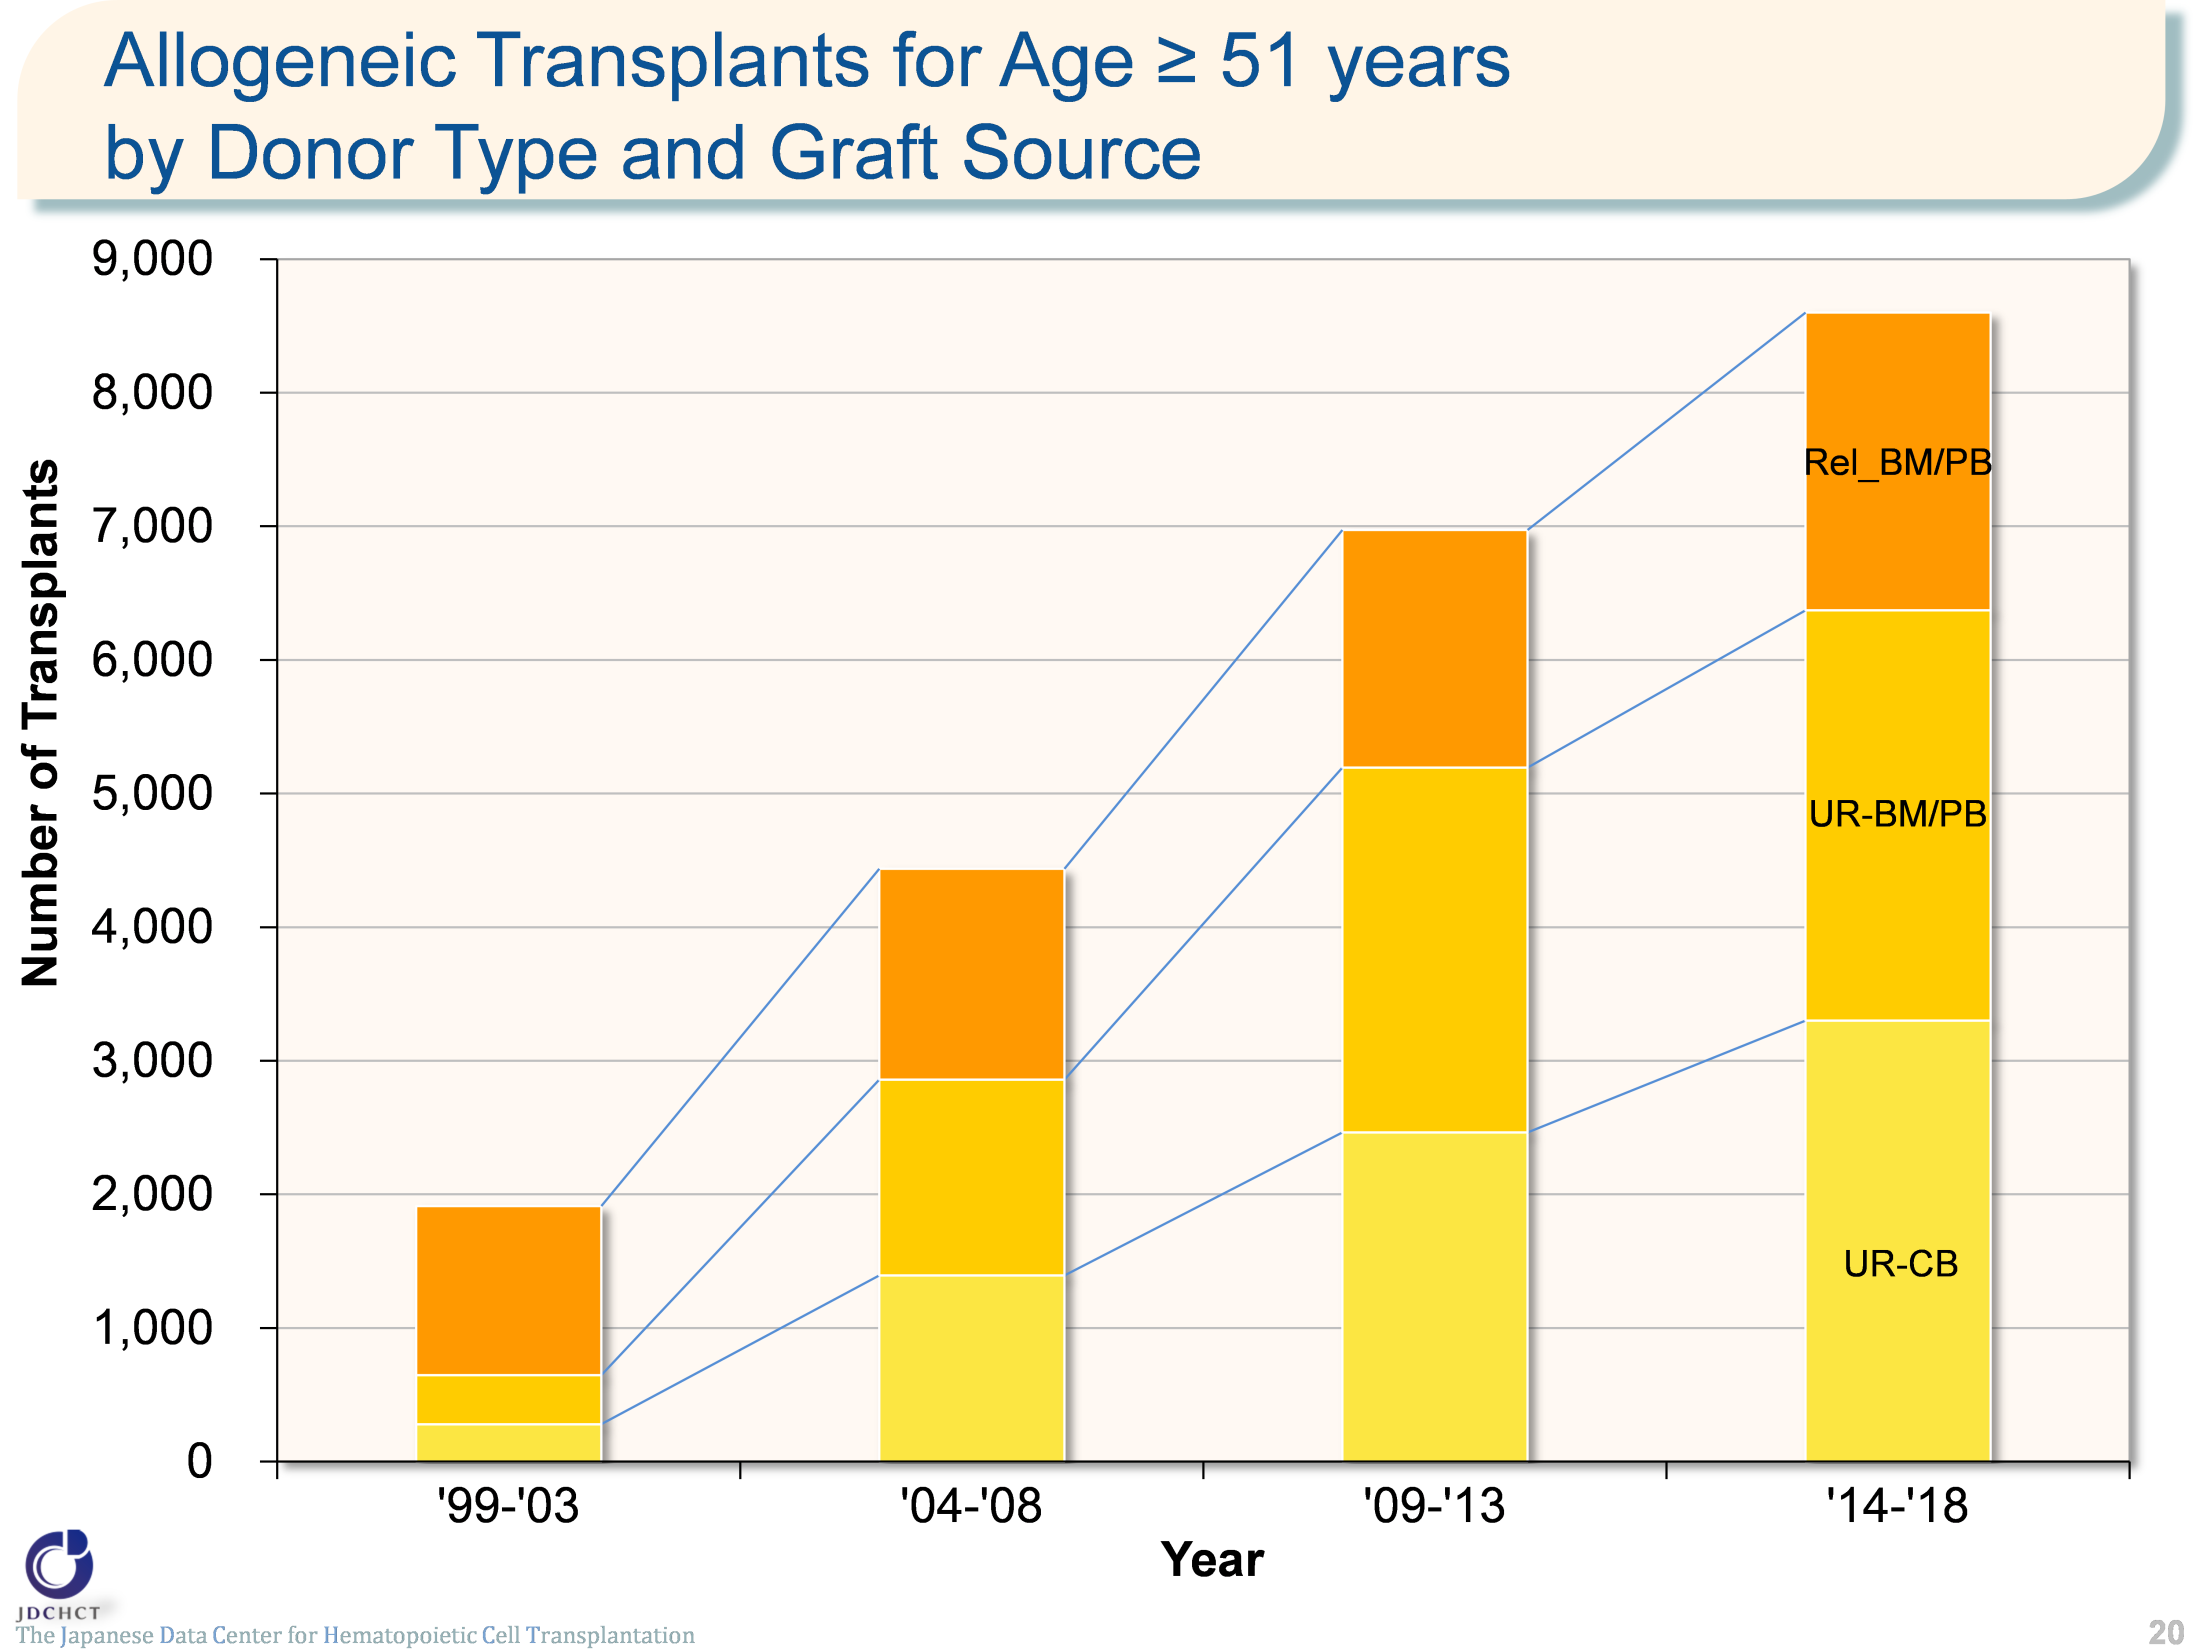 Allogeneic Transplants for Age ≥ 51 years
by Donor Type and Graft Source
Number of Transplants
9,000
8,000
7,000
6,000
5,000
4,000
3,000
2,000
1,000
0
Rel_BM/PB
UR-BM/PB
UR-CB
'99-'03
'04-'08
'09-'13
'14-'18
Year
JDCHCT
The Japanese Data Center for Hematopoietic Cell Transplantation
20